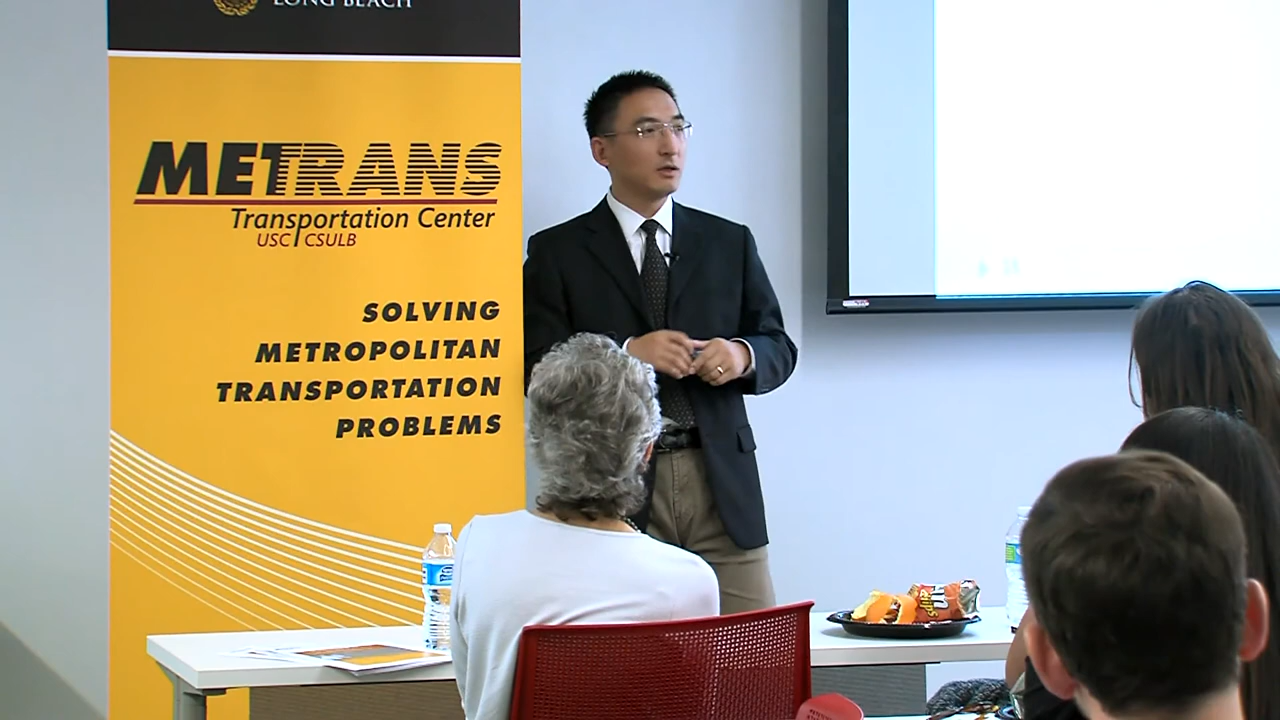 LONG BEACH
METRANS
Transportation Center
USC CSULB
SOLVING
METROPOLITAN
TRANSPORTATION
PROBLEMS